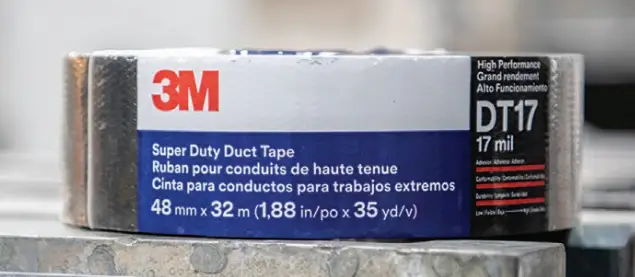 3M
Super Duty Duct Tape
Ruban pour conduits de haute tenue
Cinta para conductos para trabajos extremos
48 mm x 32 m (1,88 in/po x 35 yd/v)
High Performance
Grand rendement
Alto Funcionamiento
DT17
17 mil
Adhesion